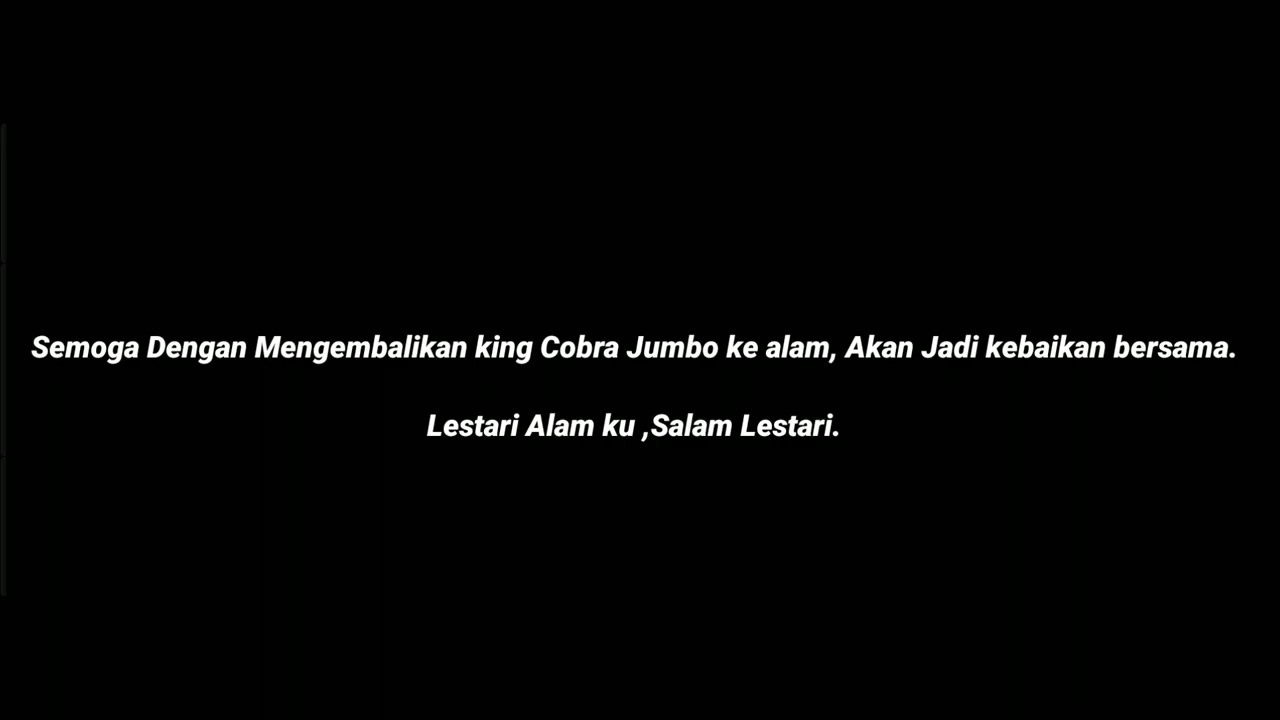 Semoga Dengan Mengembalikan king Cobra Jumbo ke alam, Akan Jadi kebaikan bersama.
Lestari Alam ku ,Salam Lestari.